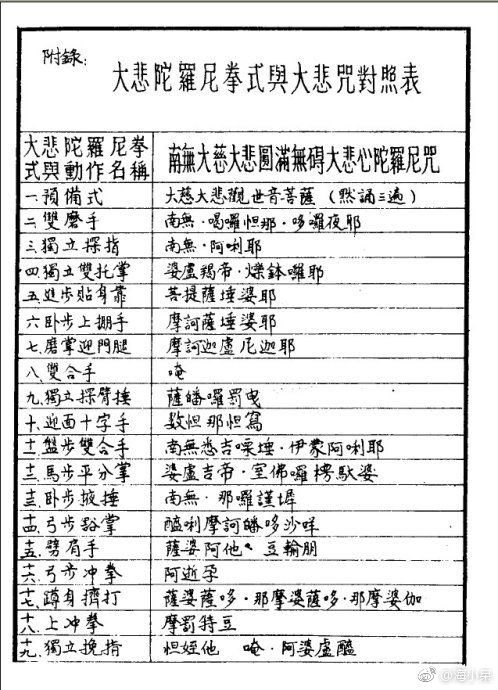 附錄:
大悲陀羅尼拳式與大悲咒對照表
大悲陀羅尼拳式與動作名稱 南無大慈大悲圓滿無碍大悲心陀羅尼咒
一.預備式 大慈大悲觀世音菩薩（然誦三遍）
二.雙磨手 南無·喝囉怛那·哆囉夜耶
三.獨立探指 南無·阿唎耶
四.獨立雙托掌 婆盧羯帝·爍鉢囉耶
五.進步貼身靠 菩提薩埵婆耶
六.卧步上掤手 摩訶薩埵婆耶
七.磨掌迎門腿 摩訶迦盧尼迦耶
八.雙合手 唵
九.獨立探臂捶 薩皤囉罰曳
十.迎面十字手 数怛那怛寫
十一.盤步雙合手 南無悉吉㗚埵·伊蒙阿唎耶
十二.馬步平分掌 婆盧吉帝·室佛囉楞馱婆
十三.卧步掖捶 南無·那囉謹墀
十四.弓步谿掌 醯唎摩訶皤哆沙咩
十五.劈肩手 薩婆阿他、豆輸朋
十六.弓步冲拳 阿逝孕
十七.蹲身擠打 薩婆薩哆·那摩婆薩哆·那摩婆伽
十八.上冲拳 摩罰特豆
十九.獨立挽指 怛姪他 唵·阿婆盧醯
@海小宗